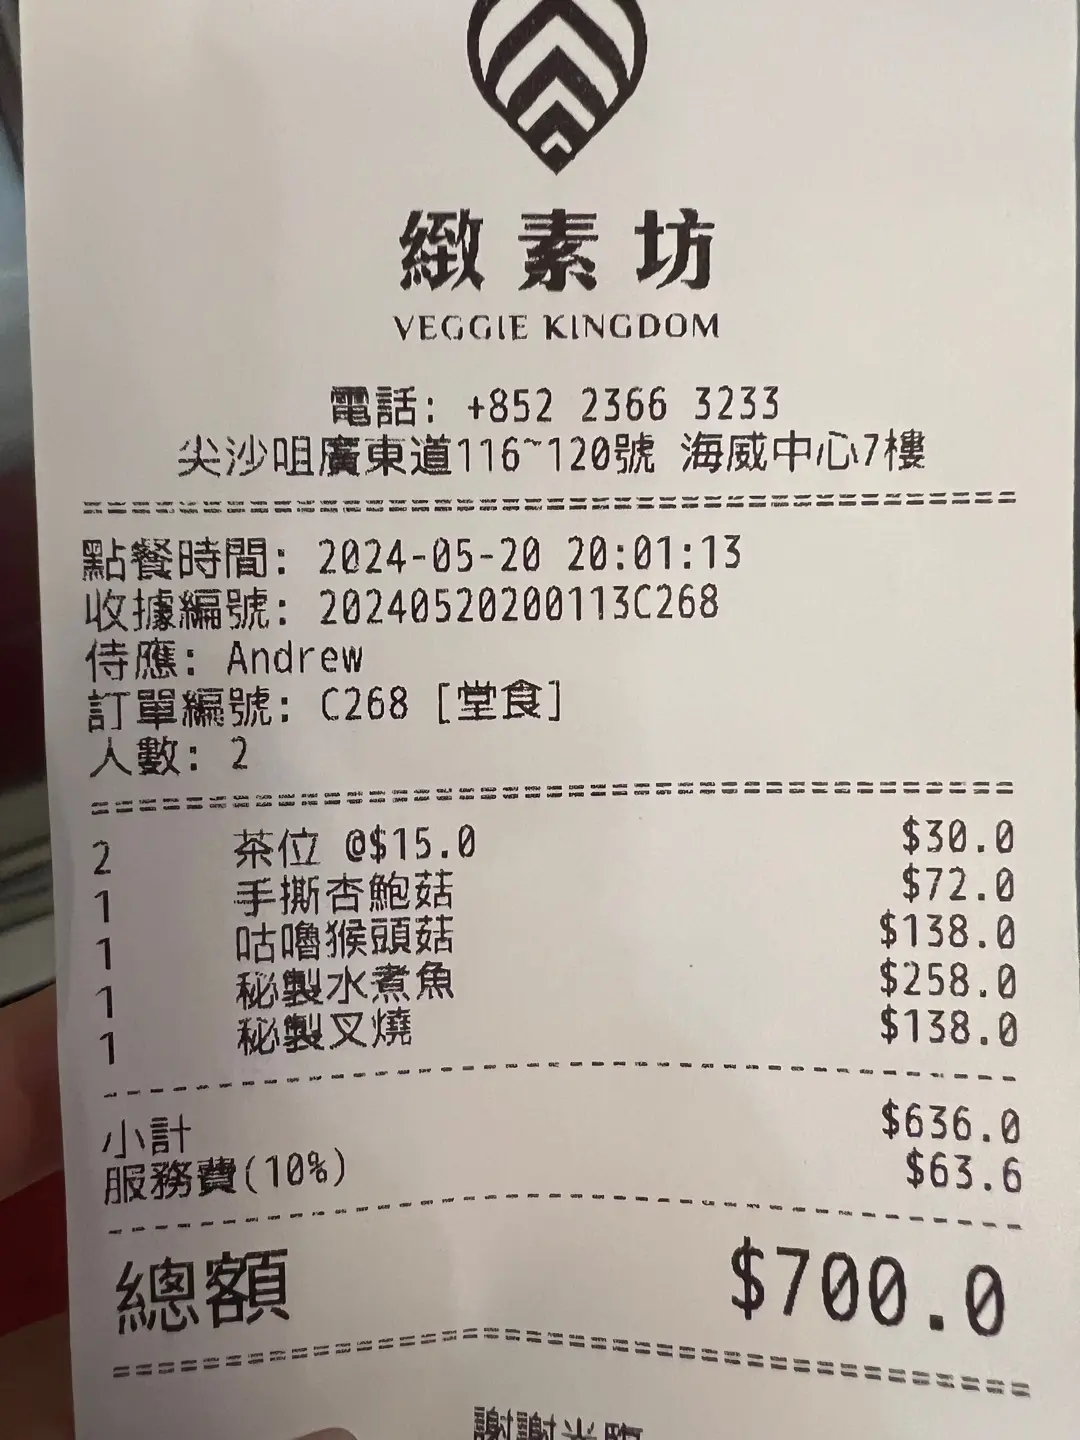 緻素坊
VEGGIE KINGDOM
電話: +852 2366 3233
尖沙咀廣東道116~120號 海威中心7樓
點餐時間: 2024-05-20 20:01:13
收據編號: 20240520200113C268
侍應: Andrew
訂單編號: C268 [堂食]
人數: 2
2 茶位 @$15.0 $30.0
1 手撕杏鮑菇 $72.0
1 咕嚕猴頭菇 $138.0
1 秘製水煮魚 $258.0
1 秘製叉燒 $138.0
小計 $636.0
服務費(10%) $63.6
總額 $700.0
謝謝光臨